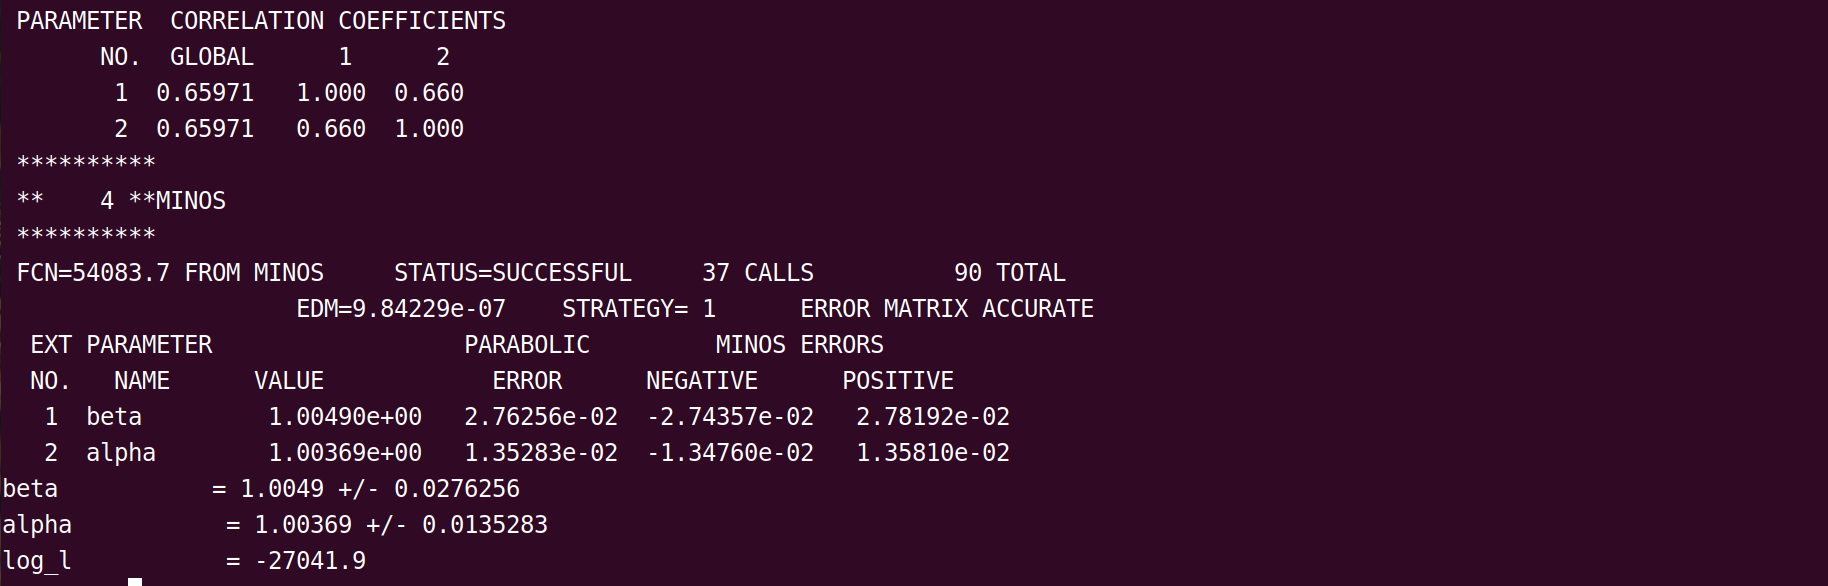 PARAMETER  CORRELATION COEFFICIENTS
      NO.  GLOBAL      1      2
       1  0.65971   1.000  0.660
       2  0.65971   0.660  1.000
**********
**    4 **MINOS
**********
FCN=54083.7 FROM MINOS     STATUS=SUCCESSFUL     37 CALLS          90 TOTAL
                    EDM=9.84229e-07    STRATEGY= 1      ERROR MATRIX ACCURATE
 EXT PARAMETER                  PARABOLIC         MINOS ERRORS
 NO.   NAME      VALUE            ERROR      NEGATIVE      POSITIVE
  1  beta         1.00490e+00   2.76256e-02  -2.74357e-02   2.78192e-02
  2  alpha        1.00369e+00   1.35283e-02  -1.34760e-02   1.35810e-02
beta           = 1.0049 +/- 0.0276256
alpha           = 1.00369 +/- 0.0135283
log_l           = -27041.9